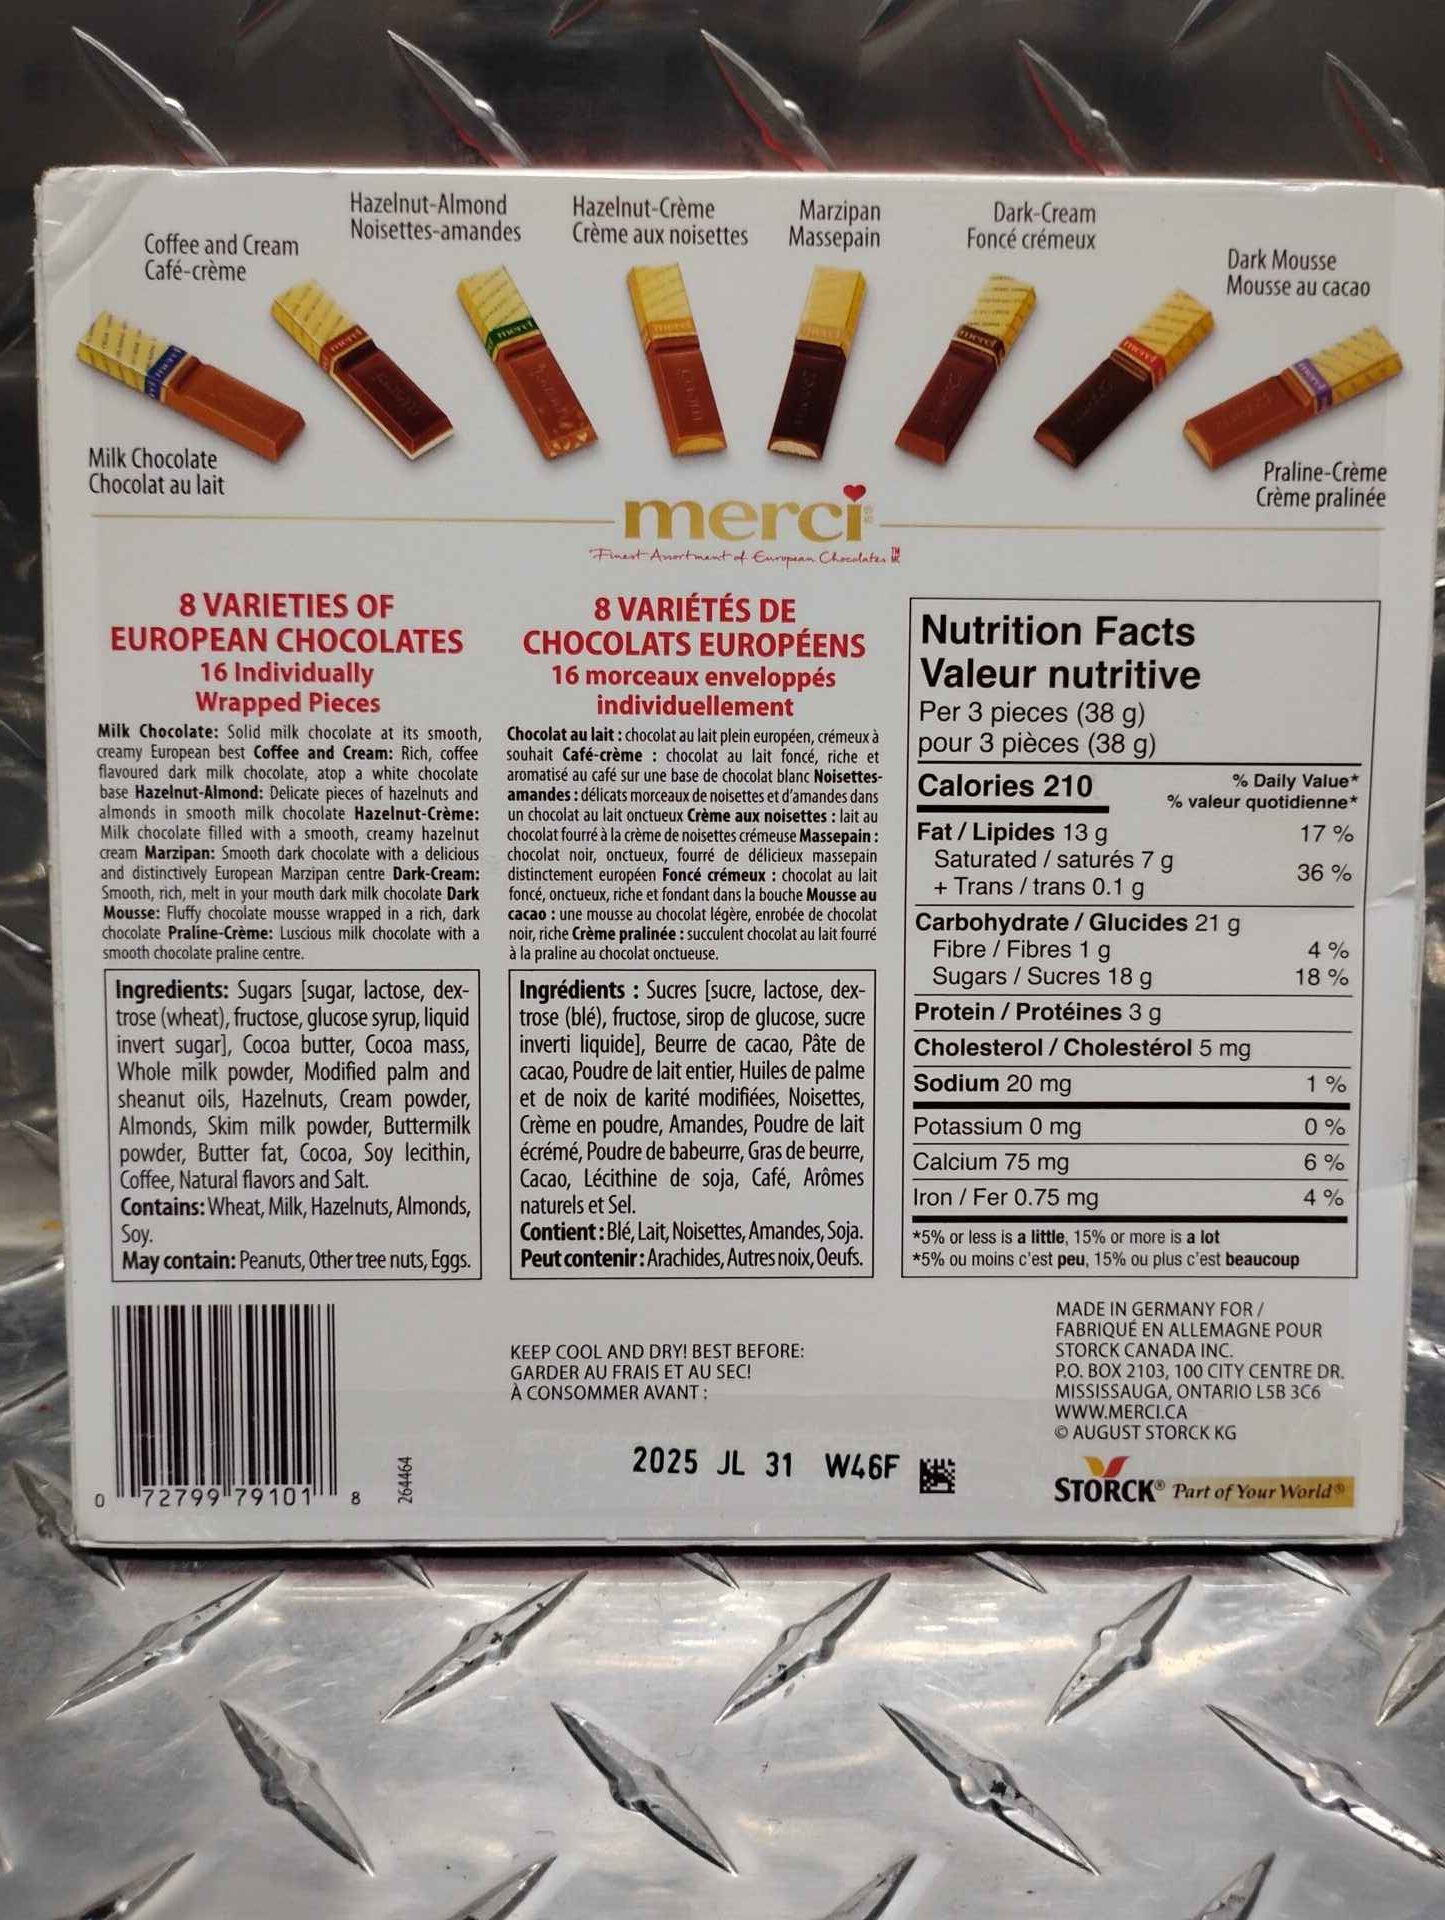 Hazelnut-Almond
Noisettes-amandes
Hazelnut-Crème
Crème aux noisettes
Marzipan
Massepain
Dark-Cream
Foncé crémeux
Coffee and Cream
Café-crème
Dark Mousse
Mousse au cacao
merci
merci
merci
merci
merci
merci
merci
merci
Milk Chocolate
Chocolat au lait
Praline-Crème
Crème pralinée
merci
Finest Assortment of European Chocolates TM MC
8 VARIETIES OF
EUROPEAN CHOCOLATES
16 Individually
Wrapped Pieces
Milk Chocolate: Solid milk chocolate at its smooth,
creamy European best Coffee and Cream: Rich, coffee
flavoured dark milk chocolate, atop a white chocolate
base Hazelnut-Almond: Delicate pieces of hazelnuts and
almonds in smooth milk chocolate Hazelnut-Crème:
Milk chocolate filled with a smooth, creamy hazelnut
cream Marzipan: Smooth dark chocolate with a delicious
and distinctively European Marzipan centre Dark-Cream:
Smooth, rich, melt in your mouth dark milk chocolate Dark
Mousse: Fluffy chocolate mousse wrapped in a rich, dark
chocolate Praline-Crème: Luscious milk chocolate with a
smooth chocolate praline centre.
Ingredients: Sugars [sugar, lactose, dex-
trose (wheat), fructose, glucose syrup, liquid
invert sugar], Cocoa butter, Cocoa mass,
Whole milk powder, Modified palm and
sheanut oils, Hazelnuts, Cream powder,
Almonds, Skim milk powder, Buttermilk
powder, Butter fat, Cocoa, Soy lecithin,
Coffee, Natural flavors and Salt.
Contains: Wheat, Milk, Hazelnuts, Almonds,
Soy.
May contain: Peanuts, Other tree nuts, Eggs.
8 VARIÉTÉS DE
CHOCOLATS EUROPÉENS
16 morceaux enveloppés
individuellement
Chocolat au lait : chocolat au lait plein européen, crémeux à
souhait Café-crème : chocolat au lait foncé, riche et
aromatisé au café sur une base de chocolat blanc Noisettes-
amandes : délicats morceaux de noisettes et d'amandes dans
un chocolat au lait onctueux Crème aux noisettes : lait au
chocolat fourré à la crème de noisettes crémeuse Massepain :
chocolat noir, onctueux, fourré de délicieux massepain
distinctement européen Foncé crémeux : chocolat au lait
foncé, onctueux, riche et fondant dans la bouche Mousse au
cacao : une mousse au chocolat légère, enrobée de chocolat
noir, riche Crème pralinée : succulent chocolat au lait fourré
à la praline au chocolat onctueuse.
Ingrédients : Sucres [sucre, lactose, dex-
trose (blé), fructose, sirop de glucose, sucre
inverti liquide], Beurre de cacao, Pâte de
cacao, Poudre de lait entier, Huiles de palme
et de noix de karité modifiées, Noisettes,
Crème en poudre, Amandes, Poudre de lait
écrémé, Poudre de babeurre, Gras de beurre,
Cacao, Lécithine de soja, Café, Arômes
naturels et Sel.
Contient : Blé, Lait, Noisettes, Amandes, Soja.
Peut contenir : Arachides, Autres noix, Oeufs.
Nutrition Facts
Valeur nutritive
Per 3 pieces (38 g)
pour 3 pièces (38 g)
Calories 210
% Daily Value*
% valeur quotidienne*
Fat / Lipides 13 g 17 %
Saturated / saturés 7 g
+ Trans / trans 0.1 g 36 %
Carbohydrate / Glucides 21 g
Fibre / Fibres 1 g 4 %
Sugars / Sucres 18 g 18 %
Protein / Protéines 3 g
Cholesterol / Cholestérol 5 mg
Sodium 20 mg 1 %
Potassium 0 mg 0 %
Calcium 75 mg 6 %
Iron / Fer 0.75 mg 4 %
*5% or less is a little, 15% or more is a lot
*5% ou moins c'est peu, 15% ou plus c'est beaucoup
0 72799 79101 8
264464
KEEP COOL AND DRY! BEST BEFORE:
GARDER AU FRAIS ET AU SEC!
À CONSOMMER AVANT :
2025 JL 31 W46F
MADE IN GERMANY FOR /
FABRIQUÉ EN ALLEMAGNE POUR
STORCK CANADA INC.
P.O. BOX 2103, 100 CITY CENTRE DR.
MISSISSAUGA, ONTARIO L5B 3C6
WWW.MERCI.CA
© AUGUST STORCK KG
STORCK® Part of Your World®